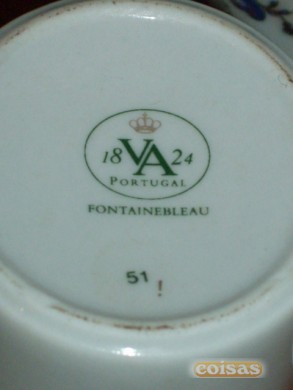 18 VA 24
PORTUGAL
FONTAINEBLEAU
51 !
coisas